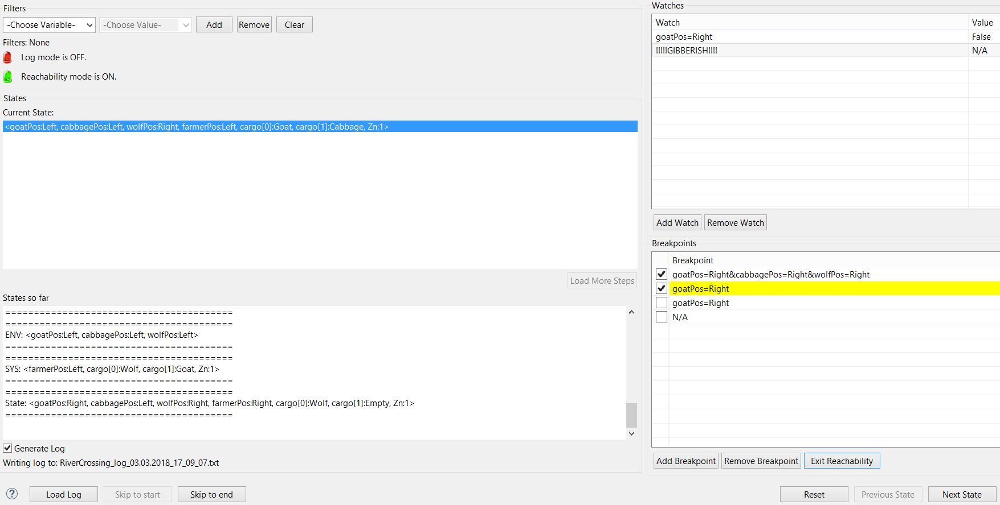 Filters
-Choose Variable- -Choose Value- Add Remove Clear
Filters: None
Log mode is OFF.
Reachability mode is ON.
States
Current State:
<goatPos:Left, cabbagePos:Left, wolfPos:Right, farmerPos:Left, cargo[0]:Goat, cargo[1]:Cabbage, Zn:1>
Load More Steps
States so far
========================================
========================================
ENV: <goatPos:Left, cabbagePos:Left, wolfPos:Left>
========================================
========================================
SYS: <farmerPos:Left, cargo[0]:Wolf, cargo[1]:Goat, Zn:1>
========================================
========================================
State: <goatPos:Right, cabbagePos:Left, wolfPos:Right, farmerPos:Right, cargo[0]:Wolf, cargo[1]:Empty, Zn:1>
========================================
Generate Log
Writing log to: RiverCrossing_log_03.03.2018_17_09_07.txt
Watches
Watch Value
goatPos=Right False
!!!!!GIBBERISH!!!! N/A
Add Watch Remove Watch
Breakpoints
Breakpoint
goatPos=Right&cabbagePos=Right&wolfPos=Right
goatPos=Right
goatPos=Right
N/A
Add Breakpoint Remove Breakpoint Exit Reachability
? Load Log Skip to start Skip to end Reset Previous State Next State